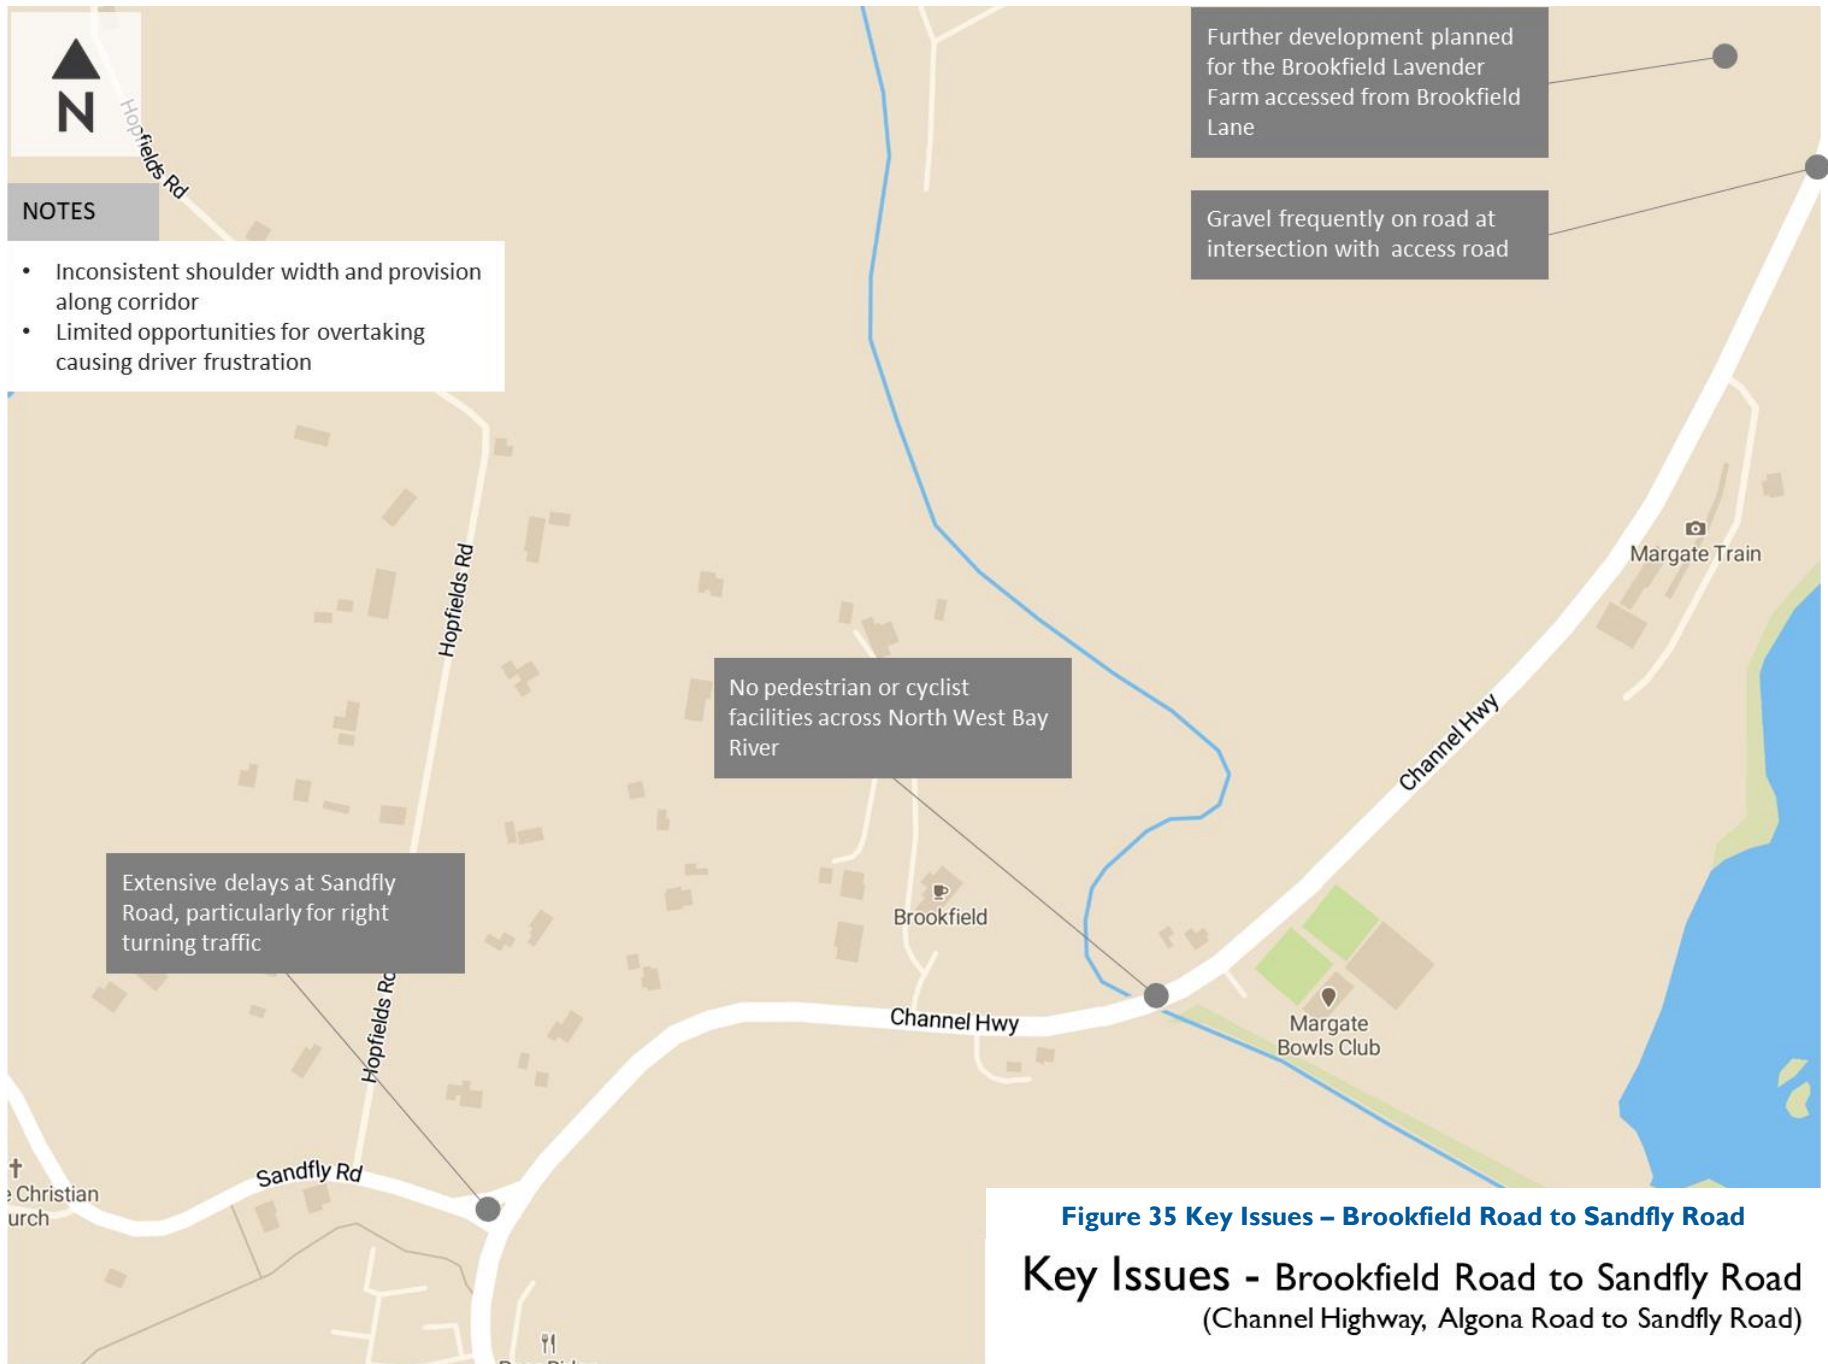 N
Hopfields Rd
NOTES
• Inconsistent shoulder width and provision
along corridor
• Limited opportunities for overtaking
causing driver frustration
Further development planned
for the Brookfield Lavender
Farm accessed from Brookfield
Lane
Gravel frequently on road at
intersection with access road
Margate Train
Hopfields Rd
No pedestrian or cyclist
facilities across North West Bay
River
Channel Hwy
Extensive delays at Sandfly
Road, particularly for right
turning traffic
Brookfield
Hopfields Rd
Channel Hwy
Margate
Bowls Club
Sandfly Rd
Christian
urch
Figure 35 Key Issues – Brookfield Road to Sandfly Road
Key Issues - Brookfield Road to Sandfly Road
(Channel Highway, Algona Road to Sandfly Road)